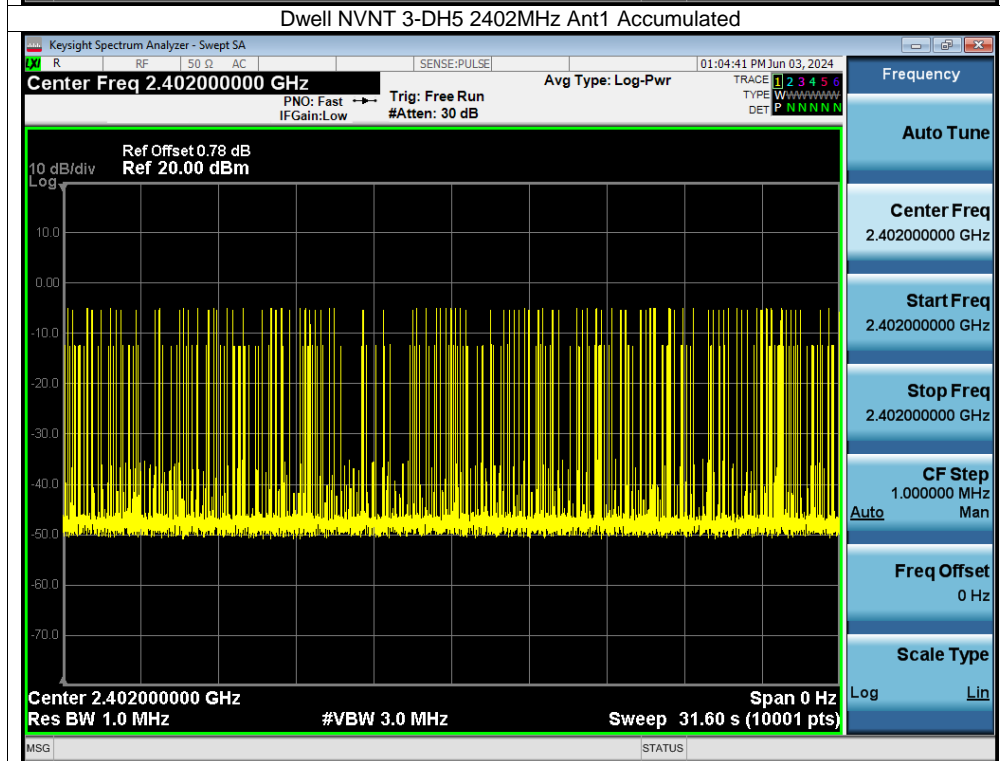 Dwell NVNT 3-DH5 2402MHz Ant1 Accumulated
Keysight Spectrum Analyzer - Swept SA
LXI R RF 50 Ω AC SENSE:PULSE 01:04:41 PM Jun 03, 2024
Center Freq 2.402000000 GHz
PNO: Fast
IFGain:Low
Trig: Free Run
#Atten: 30 dB
Avg Type: Log-Pwr
TRACE 1 2 3 4 5 6
TYPE WWWWWW
DET P N N N N N
Ref Offset 0.78 dB
10 dB/div Ref 20.00 dBm
Log
10.0
0.00
-10.0
-20.0
-30.0
-40.0
-50.0
-60.0
-70.0
Center 2.402000000 GHz Span 0 Hz
Res BW 1.0 MHz #VBW 3.0 MHz Sweep 31.60 s (10001 pts)
MSG STATUS
Frequency
Auto Tune
Center Freq
2.402000000 GHz
Start Freq
2.402000000 GHz
Stop Freq
2.402000000 GHz
CF Step
1.000000 MHz
Auto Man
Freq Offset
0 Hz
Scale Type
Log Lin